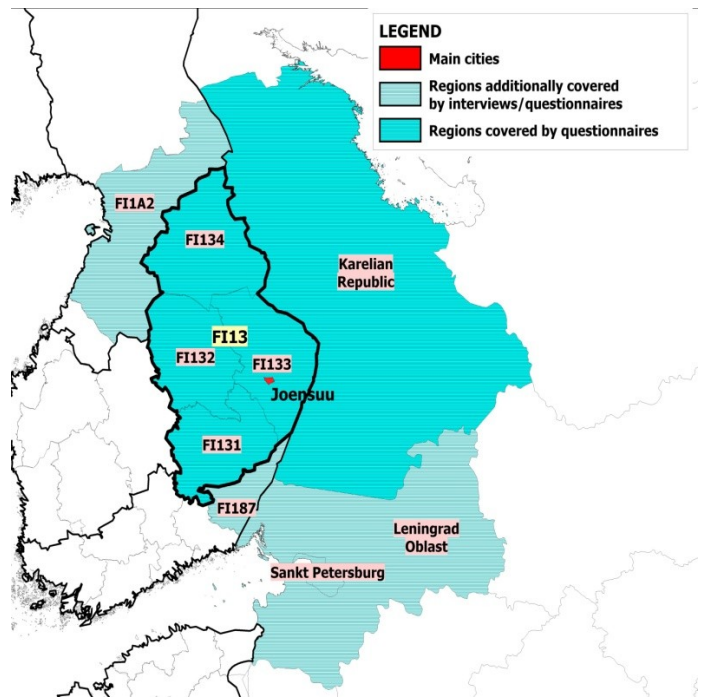 LEGEND
Main cities
Regions additionally covered
by interviews/questionnaires
Regions covered by questionnaires
FI1A2
FI134
Karelian
Republic
FI13
FI132
FI133
Joensuu
FI131
FI187
Leningrad
Oblast
Sankt Petersburg